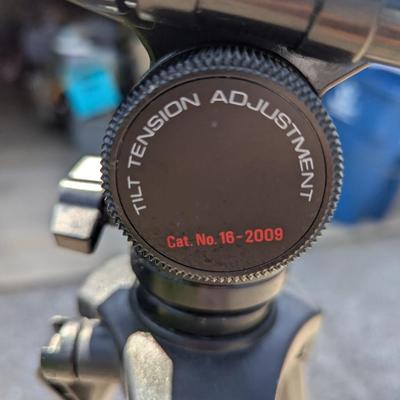 TILT TENSION ADJUSTMENT
Cat. No. 16-2009